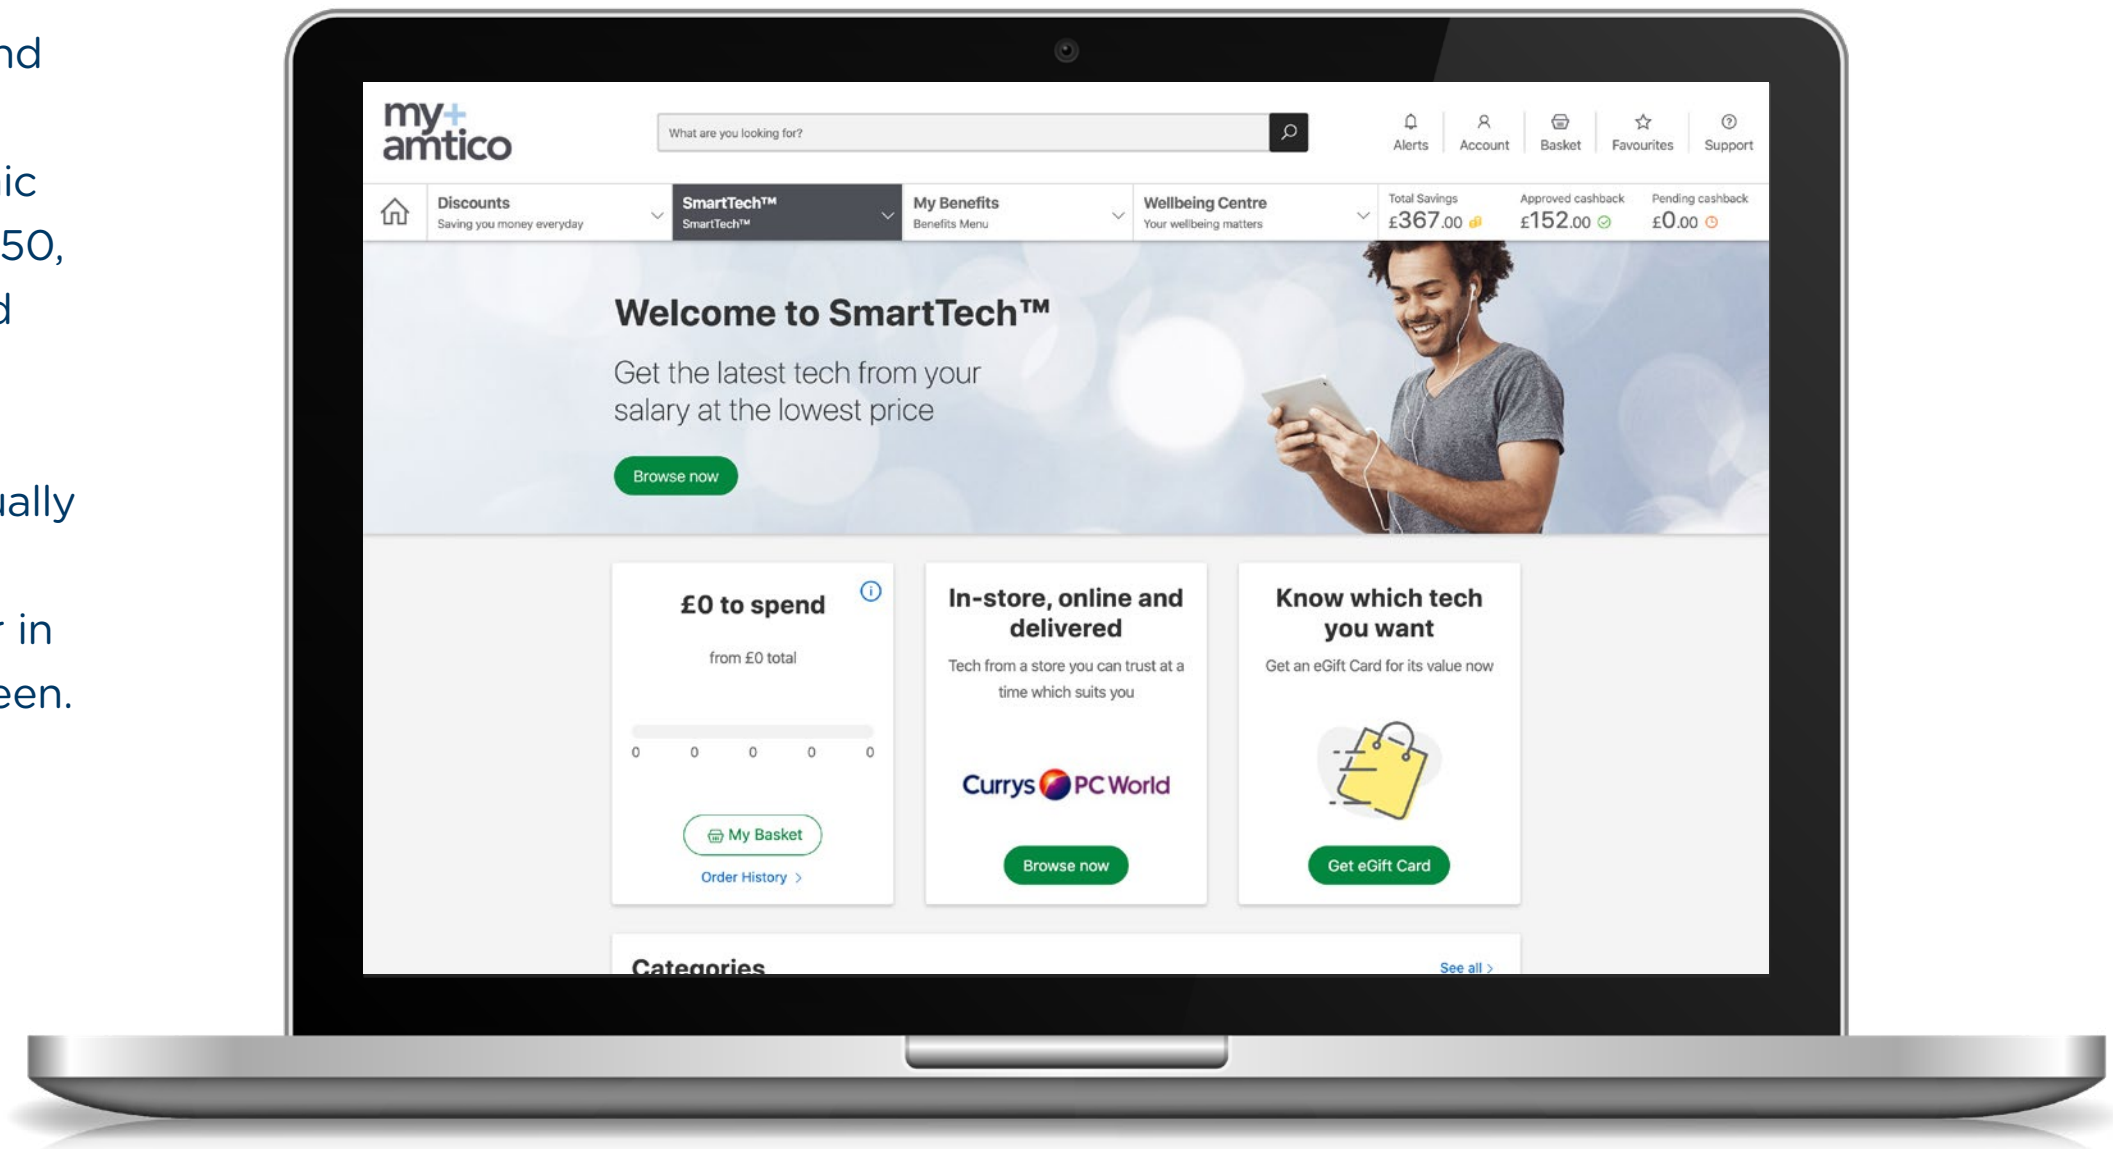 nd
ic
50,
d
ually
r in
een.
my+
amtico
What are you looking for?
Alerts
Account
Basket
Favourites
Support
Discounts
Saving you money everyday
SmartTech™
SmartTech™
My Benefits
Benefits Menu
Wellbeing Centre
Your wellbeing matters
Total Savings
£367.00
Approved cashback
£152.00
Pending cashback
£0.00
Welcome to SmartTech™
Get the latest tech from your
salary at the lowest price
Browse now
£0 to spend
from £0 total
0 0 0 0 0
My Basket
Order History >
In-store, online and
delivered
Tech from a store you can trust at a
time which suits you
Currys PC World
Browse now
Know which tech
you want
Get an eGift Card for its value now
Get eGift Card
Categories
See all >